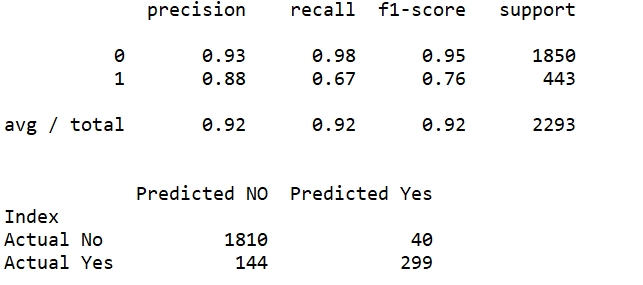 precision recall f1-score support
0 0.93 0.98 0.95 1850
1 0.88 0.67 0.76 443
avg / total 0.92 0.92 0.92 2293
Predicted NO Predicted Yes
Index
Actual No 1810 40
Actual Yes 144 299